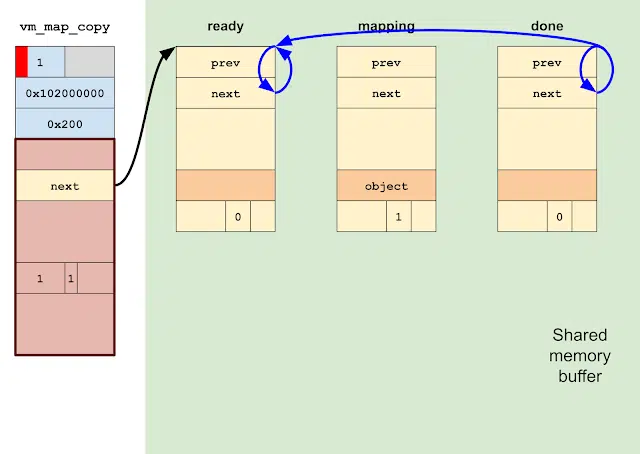 vm_map_copy
1
0x102000000
0x200
next
1 1
ready
prev
next
0
mapping
prev
next
object
1
done
prev
next
0
Shared
memory
buffer